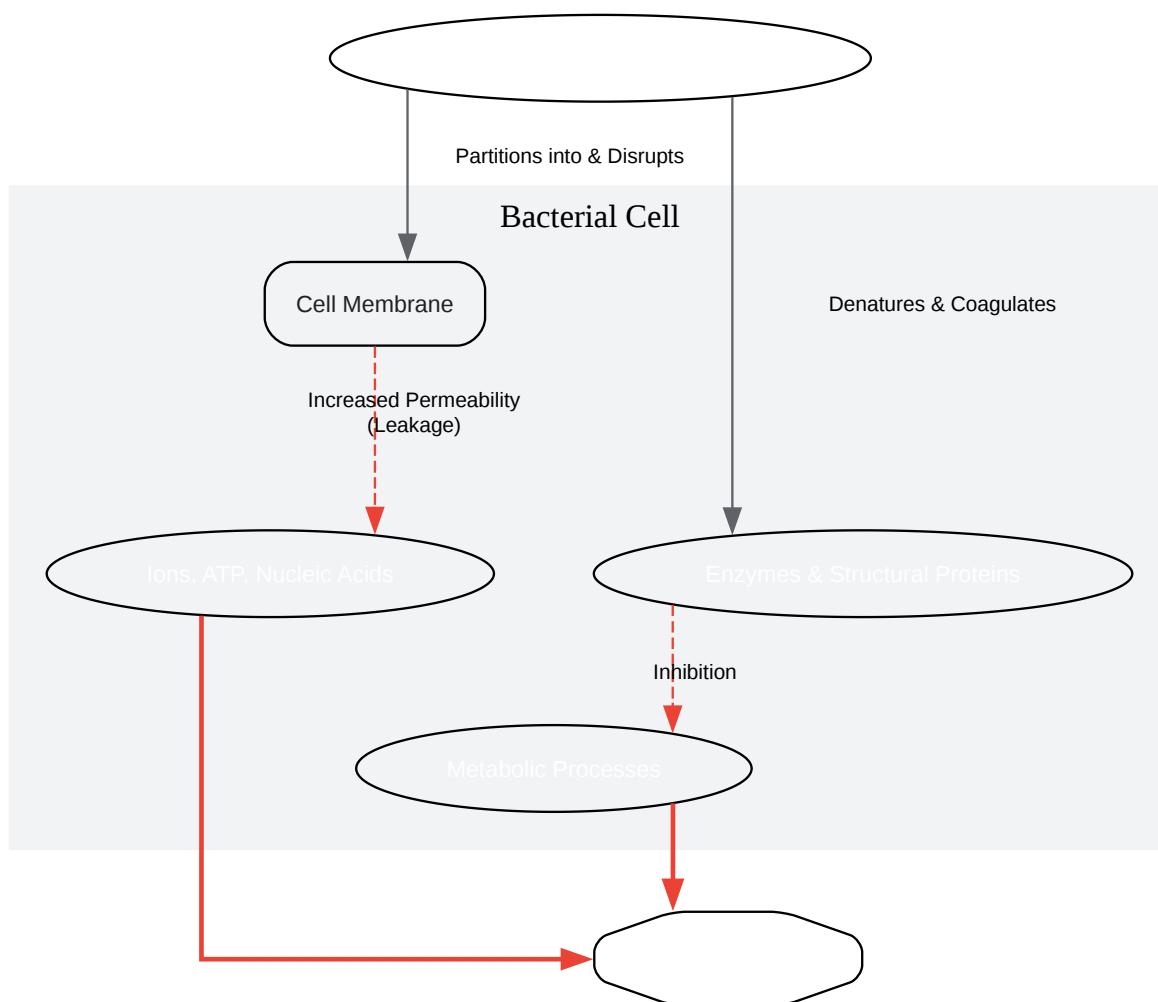 Partitions into & Disrupts
Bacterial Cell
Cell Membrane
Denatures & Coagulates
Increased Permeability
(Leakage)
Ions, ATP, Nucleic Acids
Enzymes & Structural Proteins
Inhibition
Metabolic Processes